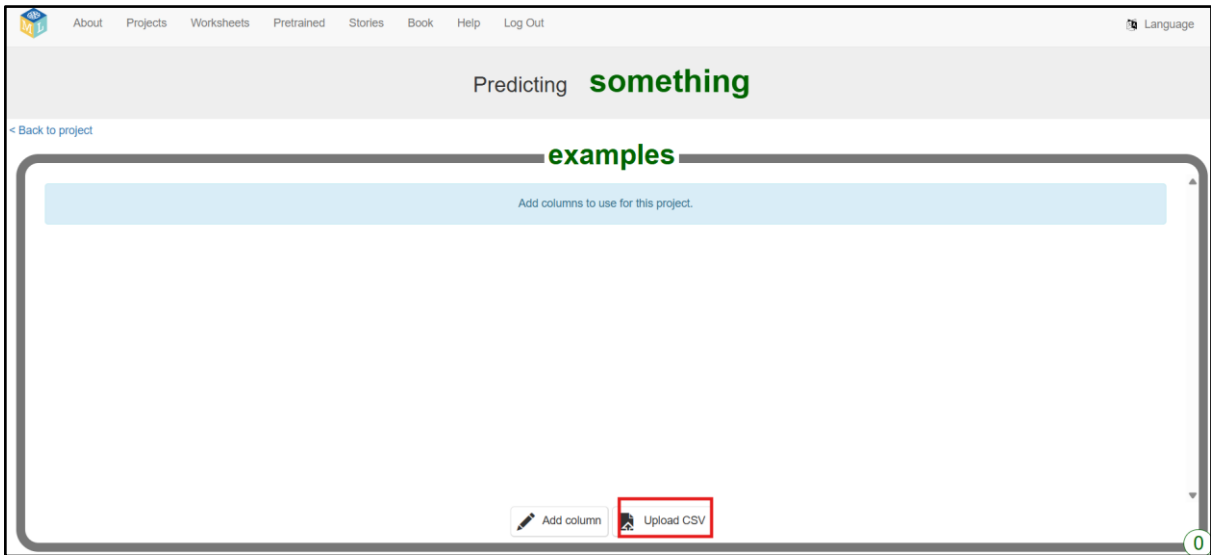 About Projects Worksheets Pretrained Stories Book Help Log Out Language
Predicting something
< Back to project
examples
Add columns to use for this project.
Add column Upload CSV
0